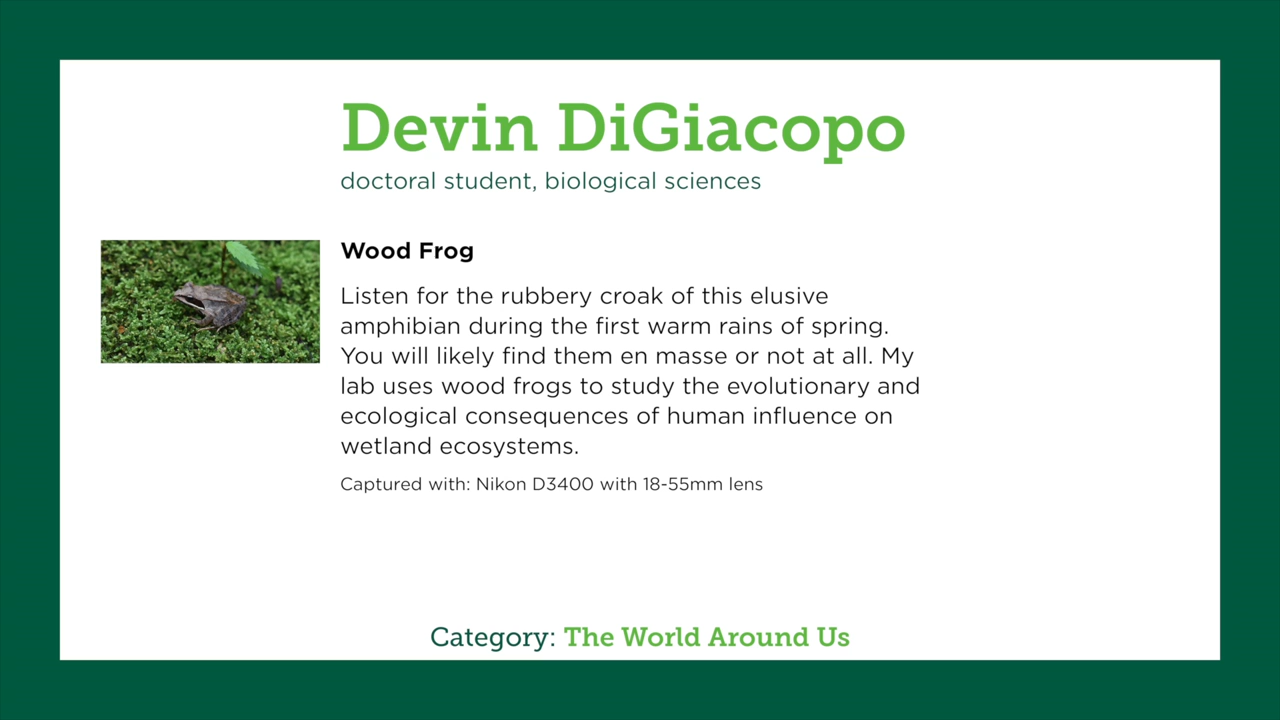 Devin DiGiacopo
doctoral student, biological sciences
Wood Frog
Listen for the rubbery croak of this elusive
amphibian during the first warm rains of spring.
You will likely find them en masse or not at all. My
lab uses wood frogs to study the evolutionary and
ecological consequences of human influence on
wetland ecosystems.
Captured with: Nikon D3400 with 18-55mm lens
Category: The World Around Us